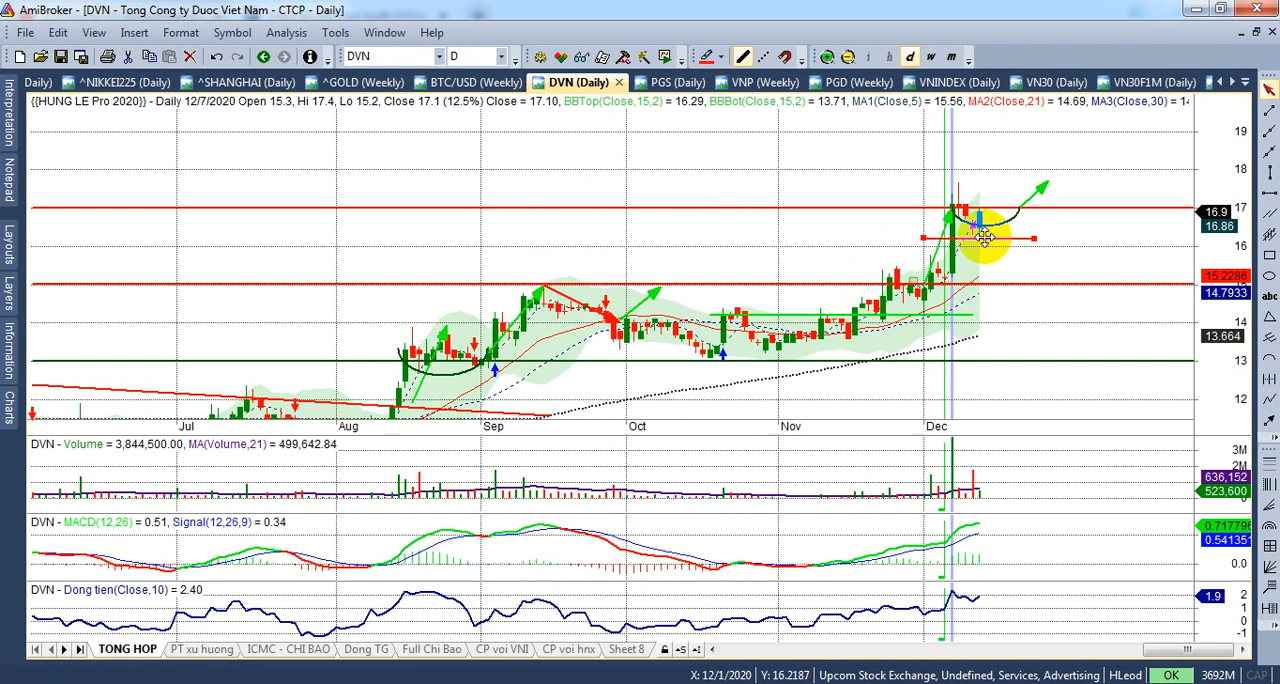 AmiBroker - [DVN - Tong Cong ty Duoc Viet Nam - CTCP - Daily]
File Edit View Insert Format Symbol Analysis Tools Window Help
DVN D i h d w m
Daily) ^NIKKEI225 (Daily) ^SHANGHAI (Daily) ^GOLD (Weekly) BTC/USD (Weekly) DVN (Daily) PGS (Daily) VNP (Weekly) PGD (Weekly) VNINDEX (Daily) VN30 (Daily) VN30F1M (Daily)
{{HUNG LE Pro 2020}} - Daily 12/7/2020 Open 15.3, Hi 17.4, Lo 15.2, Close 17.1 (12.5%) Close = 17.10, BBTop(Close,15,2) = 16.29, BBBot(Close,15,2) = 13.71, MA1(Close,5) = 15.56, MA2(Close,21) = 14.69, MA3(Close,30) = 14
Interpretation
Notepad
Layouts
Layers
Information
Charts
19
18
17
16.9
16.86
16
15.2286
14.7933
14
13.664
13
12
Jul Aug Sep Oct Nov Dec
abc
DVN - Volume = 3,844,500.00, MA(Volume,21) = 499,642.84
3M
2M
636,152
523,600
DVN - MACD(12,26) = 0.51, Signal(12,26,9) = 0.34
0.717796
0.541351
0.0
DVN - Dong tien(Close,10) = 2.40
2
1.9
1
0
-1
TONG HOP PT xu huong ICMC - CHI BAO Dong TG Full Chi Bao CP voi VNI CP voi hnx Sheet 8
X: 12/1/2020 Y: 16.2187 Upcom Stock Exchange, Undefined, Services, Advertising HLeod OK 3692M CAP